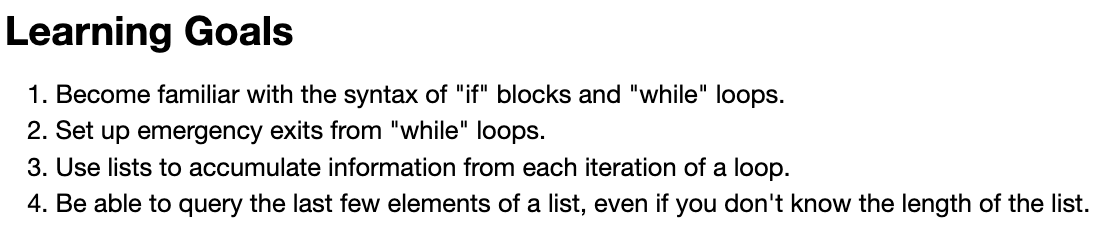 Learning Goals
1. Become familiar with the syntax of "if" blocks and "while" loops.
2. Set up emergency exits from "while" loops.
3. Use lists to accumulate information from each iteration of a loop.
4. Be able to query the last few elements of a list, even if you don't know the length of the list.